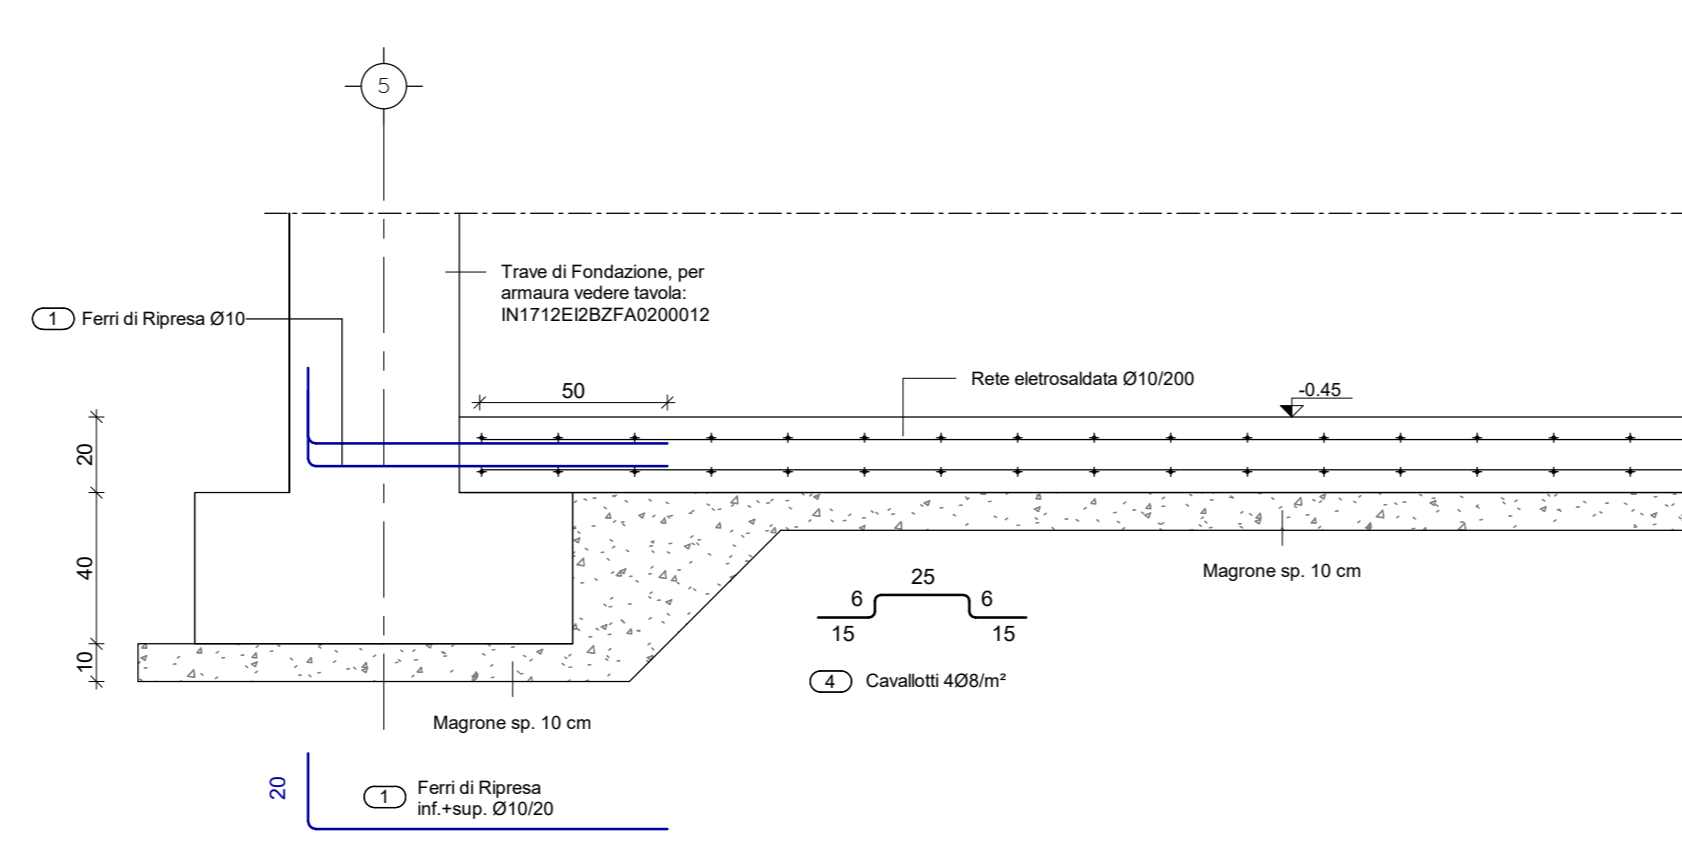 5
Trave di Fondazione, per
armaura vedere tavola:
IN1712EI2BZFA0200012
1 Ferri di Ripresa Ø10
50
Rete eletrosaldata Ø10/200
-0.45
20
40
10
Magrone sp. 10 cm
25
6 6
15 15
4 Cavallotti 4Ø8/m²
Magrone sp. 10 cm
20
1 Ferri di Ripresa
inf.+sup. Ø10/20